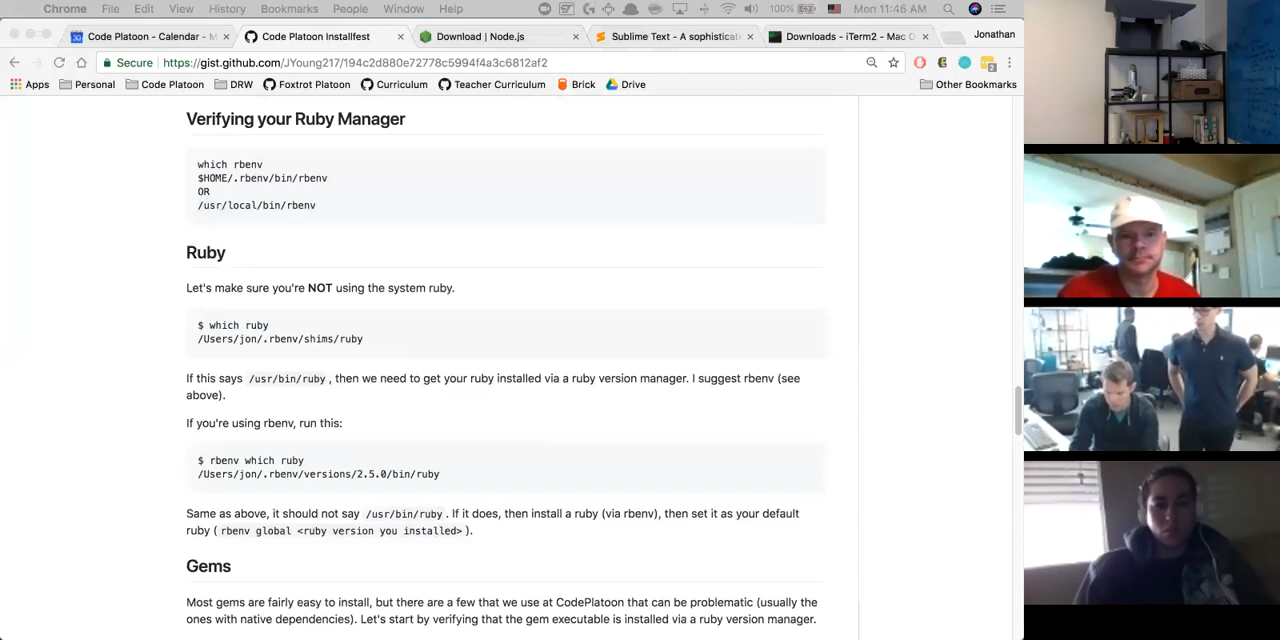 Chrome File Edit View History Bookmarks People Window Help 100% Mon 11:46 AM
Code Platoon - Calendar - M Code Platoon Installfest Download | Node.js Sublime Text - A sophisticate Downloads - iTerm2 - Mac O Jonathan
Secure https://gist.github.com/JYoung217/194c2d880e72778c5994f4a3c6812af2
Apps Personal Code Platoon DRW Foxtrot Platoon Curriculum Teacher Curriculum Brick Drive Other Bookmarks
Verifying your Ruby Manager
which rbenv
$HOME/.rbenv/bin/rbenv
OR
/usr/local/bin/rbenv
Ruby
Let's make sure you're NOT using the system ruby.
$ which ruby
/Users/jon/.rbenv/shims/ruby
If this says /usr/bin/ruby , then we need to get your ruby installed via a ruby version manager. I suggest rbenv (see
above).
If you're using rbenv, run this:
$ rbenv which ruby
/Users/jon/.rbenv/versions/2.5.0/bin/ruby
Same as above, it should not say /usr/bin/ruby . If it does, then install a ruby (via rbenv), then set it as your default
ruby ( rbenv global <ruby version you installed> ).
Gems
Most gems are fairly easy to install, but there are a few that we use at CodePlatoon that can be problematic (usually the
ones with native dependencies). Let's start by verifying that the gem executable is installed via a ruby version manager.